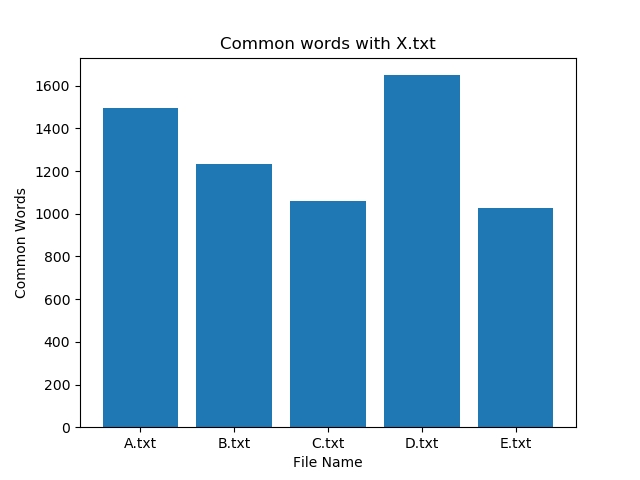 Common words with X.txt
1600
1400
1200
1000
800
600
400
200
0
Common Words
A.txt B.txt C.txt D.txt E.txt
File Name